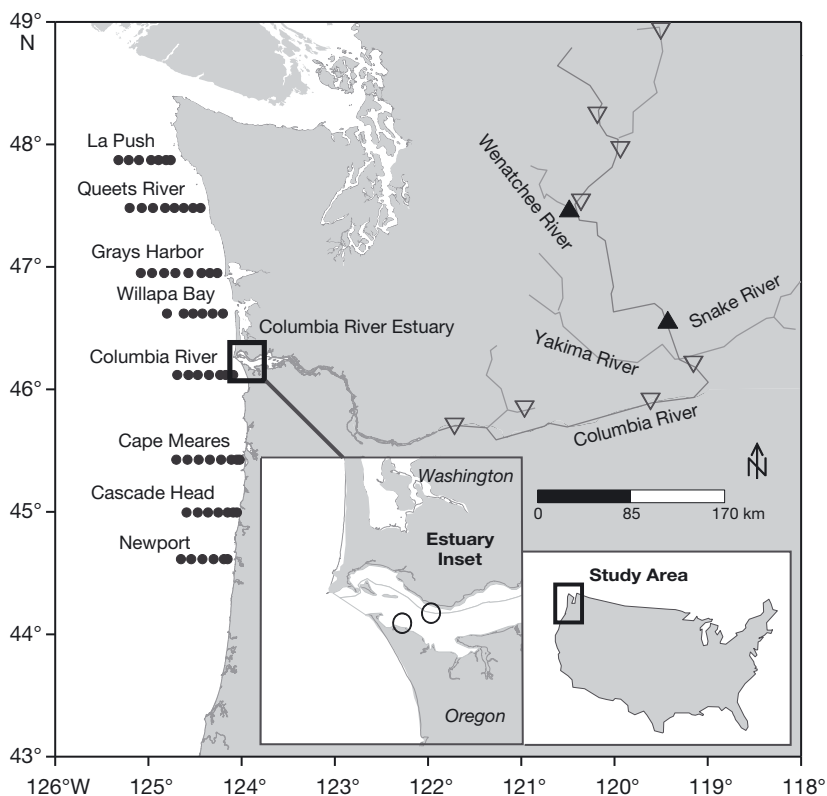 49°
N
48°
47°
46°
45°
44°
43°
126°W
125°
124°
123°
122°
121°
120°
119°
118°
La Push
Queets River
Grays Harbor
Willapa Bay
Columbia River
Cape Meares
Cascade Head
Newport
Columbia River Estuary
Wenatchee River
Snake River
Yakima River
Columbia River
N
0 85 170 km
Washington
Estuary
Inset
Oregon
Study Area